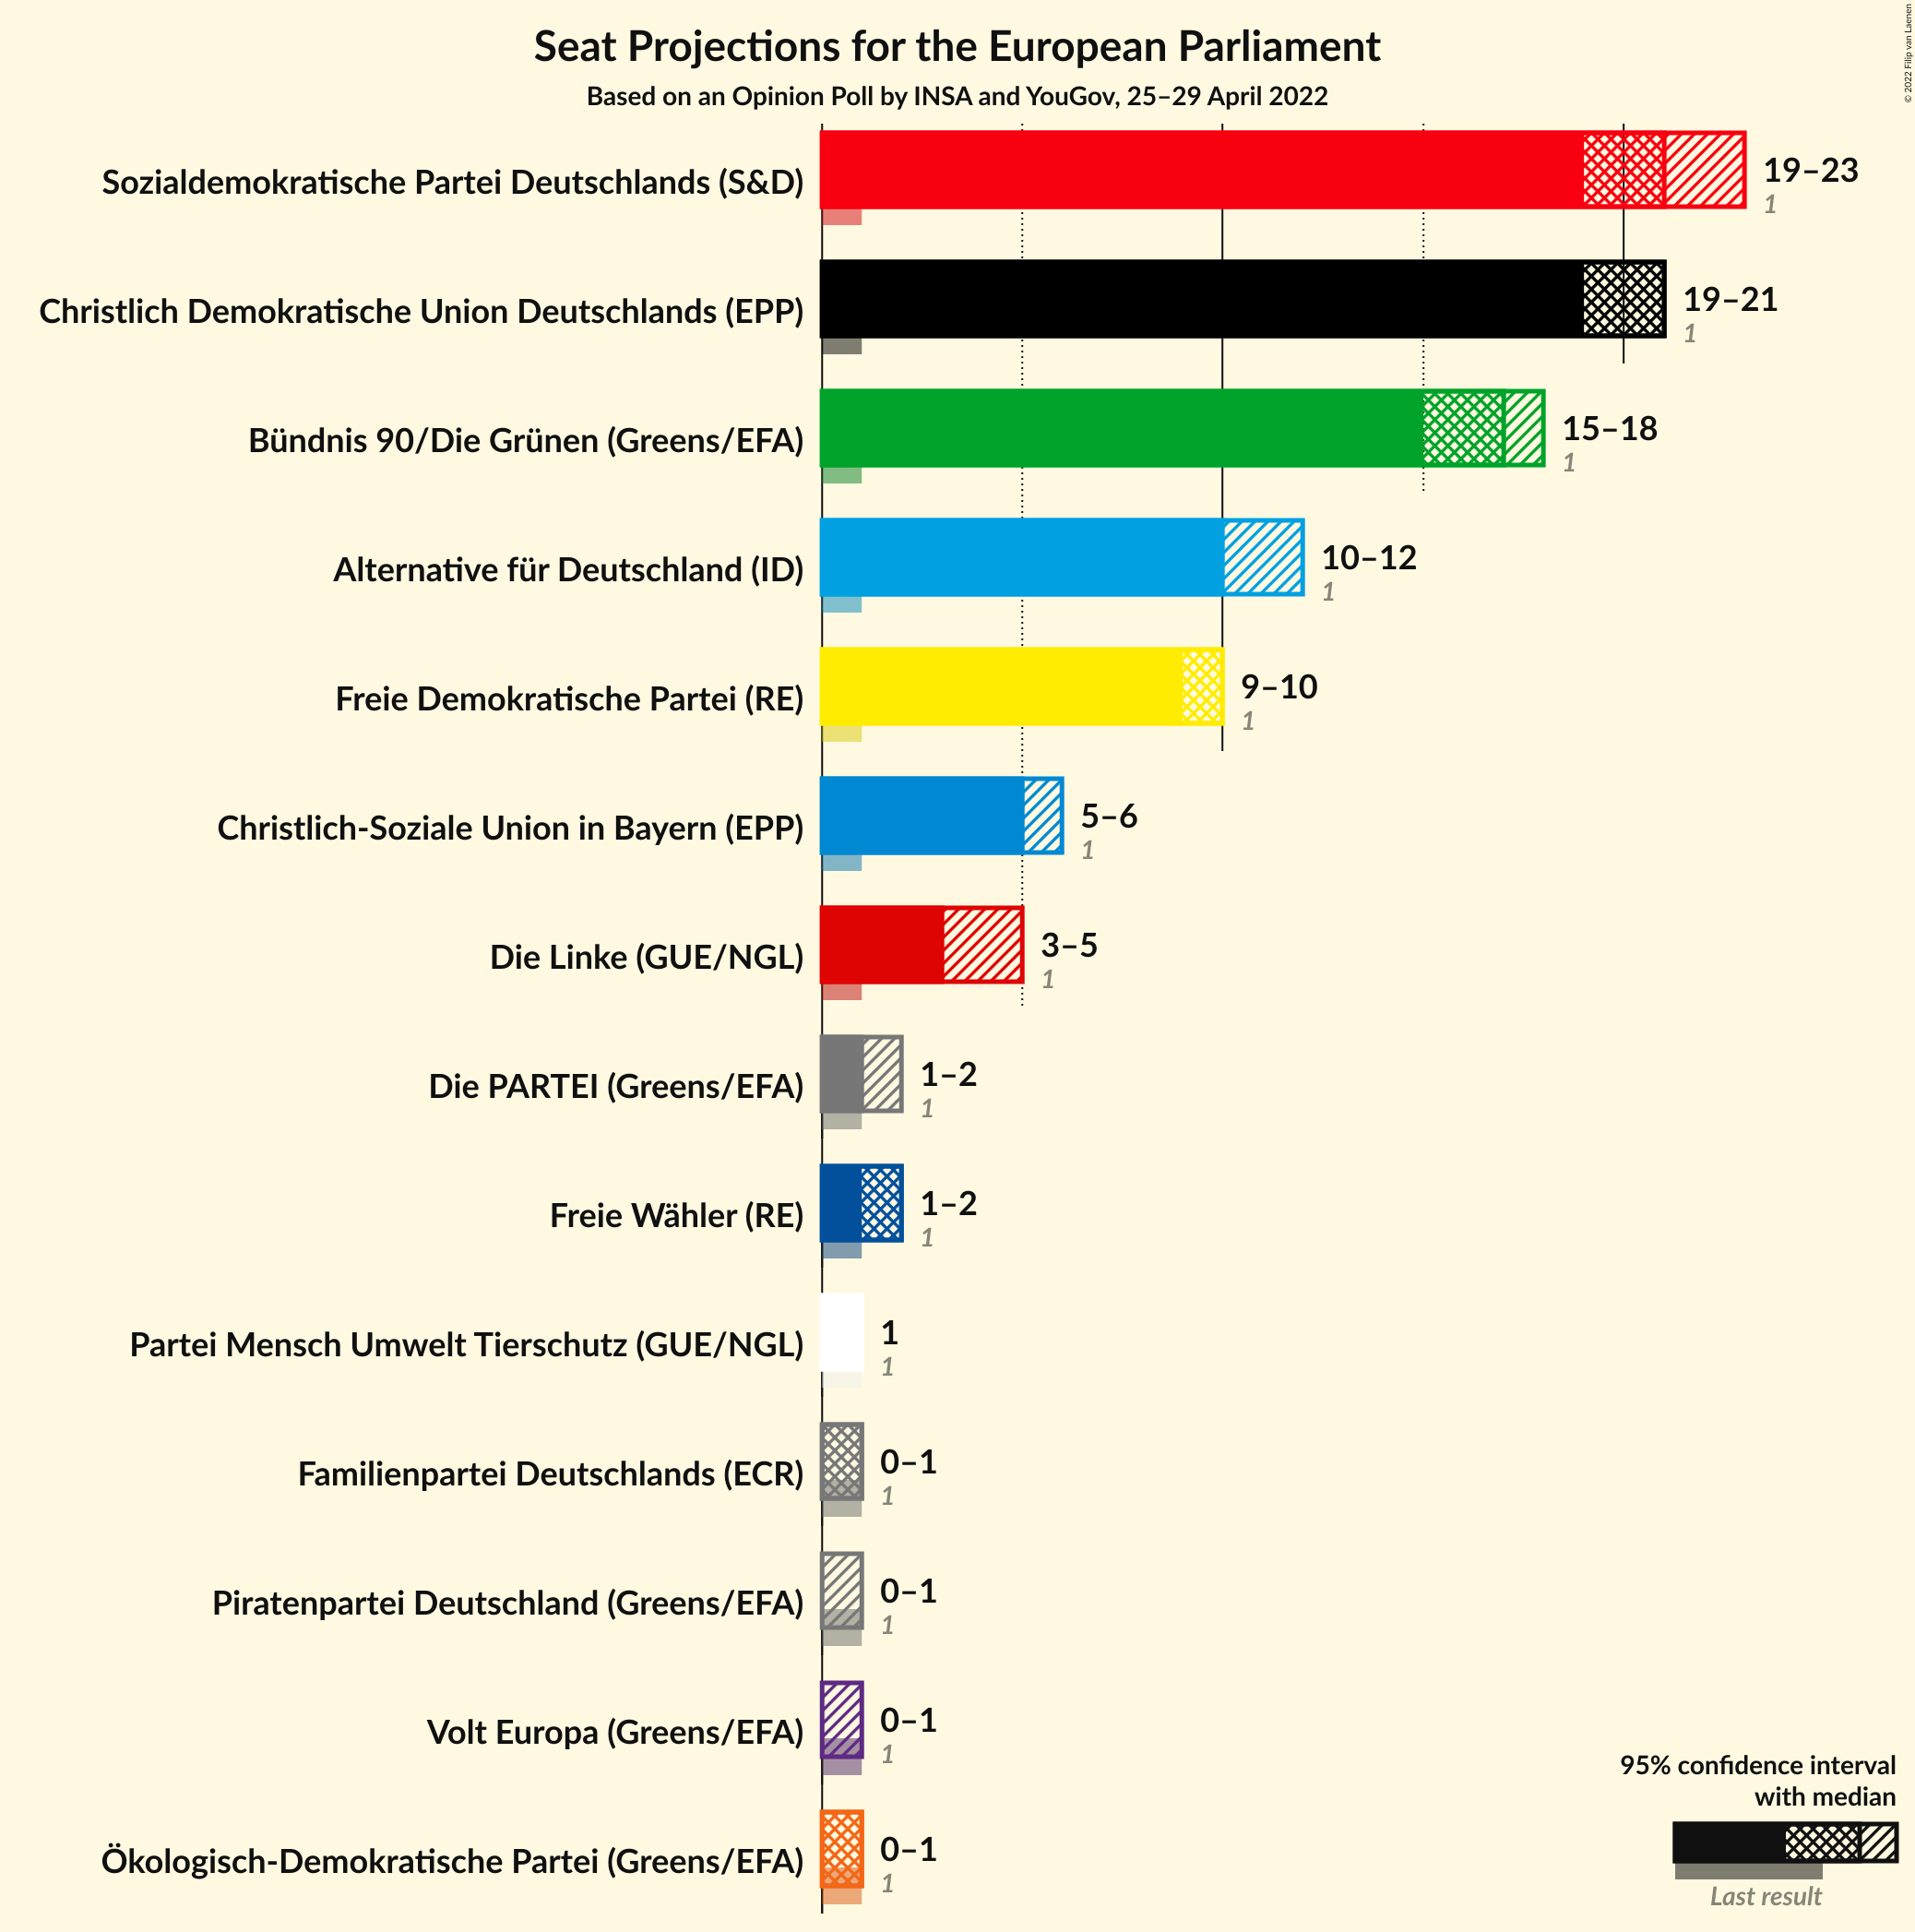 Seat Projections for the European Parliament
Based on an Opinion Poll by INSA and YouGov, 25–29 April 2022
© 2022 Filip van Laenen
Sozialdemokratische Partei Deutschlands (S&D)
19–23
1
Christlich Demokratische Union Deutschlands (EPP)
19–21
1
Bündnis 90/Die Grünen (Greens/EFA)
15–18
1
Alternative für Deutschland (ID)
10–12
1
Freie Demokratische Partei (RE)
9–10
1
Christlich-Soziale Union in Bayern (EPP)
5–6
1
Die Linke (GUE/NGL)
3–5
1
Die PARTEI (Greens/EFA)
1–2
1
Freie Wähler (RE)
1–2
1
Partei Mensch Umwelt Tierschutz (GUE/NGL)
1
1
Familienpartei Deutschlands (ECR)
0–1
1
Piratenpartei Deutschland (Greens/EFA)
0–1
1
Volt Europa (Greens/EFA)
0–1
1
Ökologisch-Demokratische Partei (Greens/EFA)
0–1
1
95% confidence interval
with median
Last result